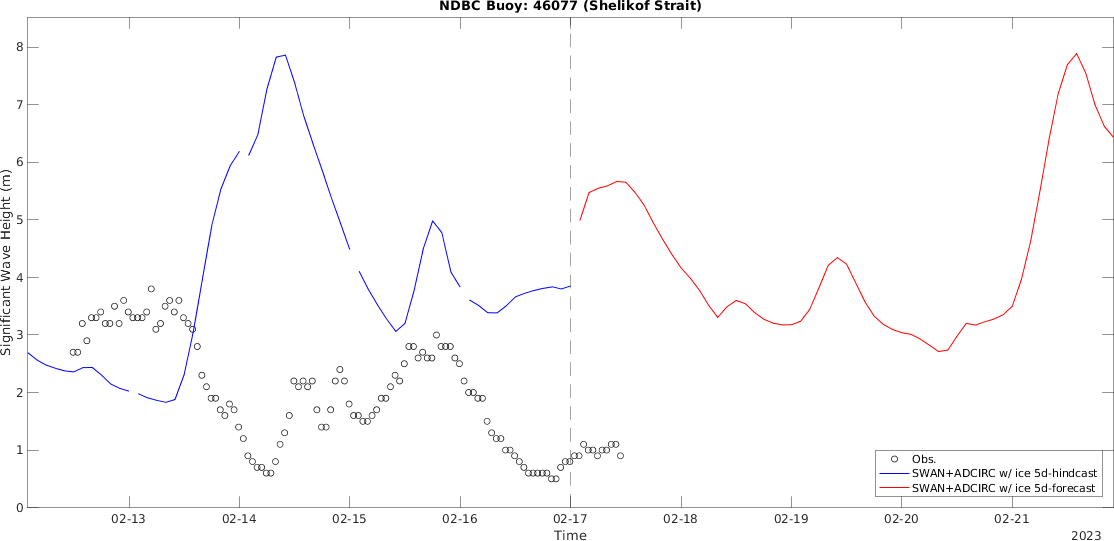 NDBC Buoy: 46077 (Shelikof Strait)
8
7
6
5
4
3
2
1
0
Significant Wave Height (m)
Obs.
SWAN+ADCIRC w/ ice 5d-hindcast
SWAN+ADCIRC w/ ice 5d-forecast
02-13 02-14 02-15 02-16 02-17 02-18 02-19 02-20 02-21
Time
2023